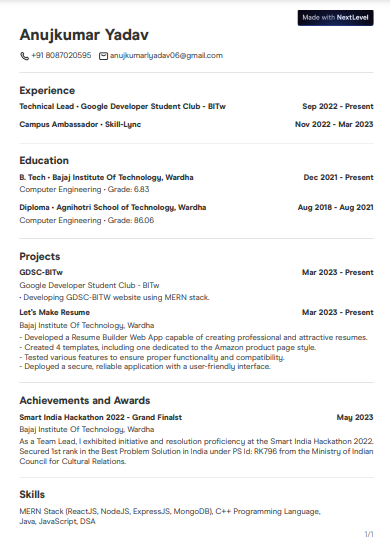 Made with NextLevel
Anujkumar Yadav
+91 8087020595 anujkumarlyadav06@gmail.com
Experience
Technical Lead • Google Developer Student Club - BITw Sep 2022 - Present
Campus Ambassador • Skill-Lync Nov 2022 - Mar 2023
Education
B. Tech • Bajaj Institute Of Technology, Wardha Dec 2021 - Present
Computer Engineering • Grade: 6.83
Diploma • Agnihotri School of Technology, Wardha Aug 2018 - Aug 2021
Computer Engineering • Grade: 86.06
Projects
GDSC-BITw Mar 2023 - Present
Google Developer Student Club - BITw
• Developing GDSC-BITW website using MERN stack.
Let's Make Resume Mar 2023 - Present
Bajaj Institute Of Technology, Wardha
- Developed a Resume Builder Web App capable of creating professional and attractive resumes.
- Created 4 templates, including one dedicated to the Amazon product page style.
- Tested various features to ensure proper functionality and compatibility.
- Deployed a secure, reliable application with a user-friendly interface.
Achievements and Awards
Smart India Hackathon 2022 - Grand Finalst May 2023
Bajaj Institute Of Technology, Wardha
As a Team Lead, I exhibited initiative and resolution proficiency at the Smart India Hackathon 2022.
Secured 1st rank in the Best Problem Solution in India under PS Id: RK796 from the Ministry of Indian
Council for Cultural Relations.
Skills
MERN Stack (ReactJS, NodeJS, ExpressJS, MongoDB), C++ Programming Language,
Java, JavaScript, DSA
1/1